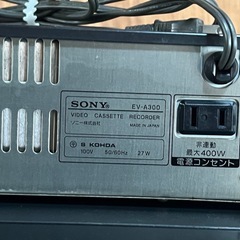 SONY EV-A300
VIDEO CASSETTE RECORDER
ソニー株式会社 MADE IN JAPAN
KOHDA
100V 50/60Hz 27W
非連動
最大400W
電源コンセント